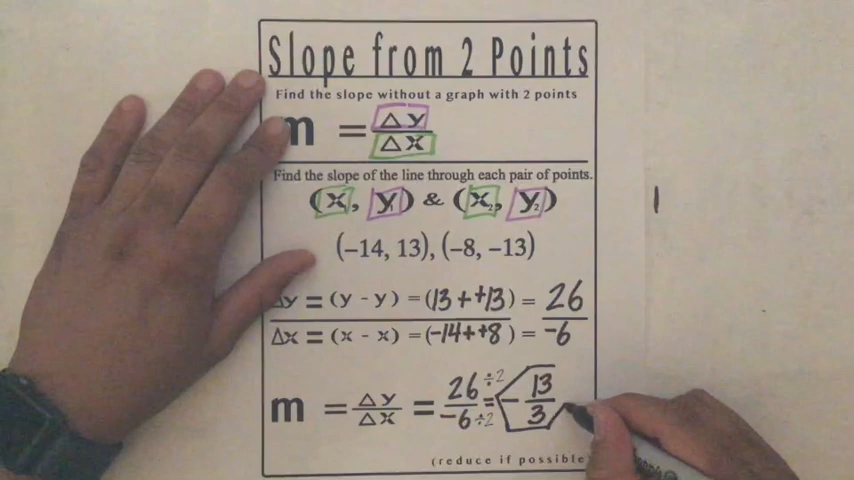 Slope from 2 Points
Find the slope without a graph with 2 points
m = Δy
Δx
Find the slope of the line through each pair of points.
(x, y₁) & (x₂, y₂)
(−14, 13), (−8, −13)
Δy = (y - y) = (13 + +13) = 26
Δx = (x - x) = (-14 + +8) = -6
m = Δy = 26 ÷2 = - 13
Δx -6 ÷2 3
(reduce if possible)